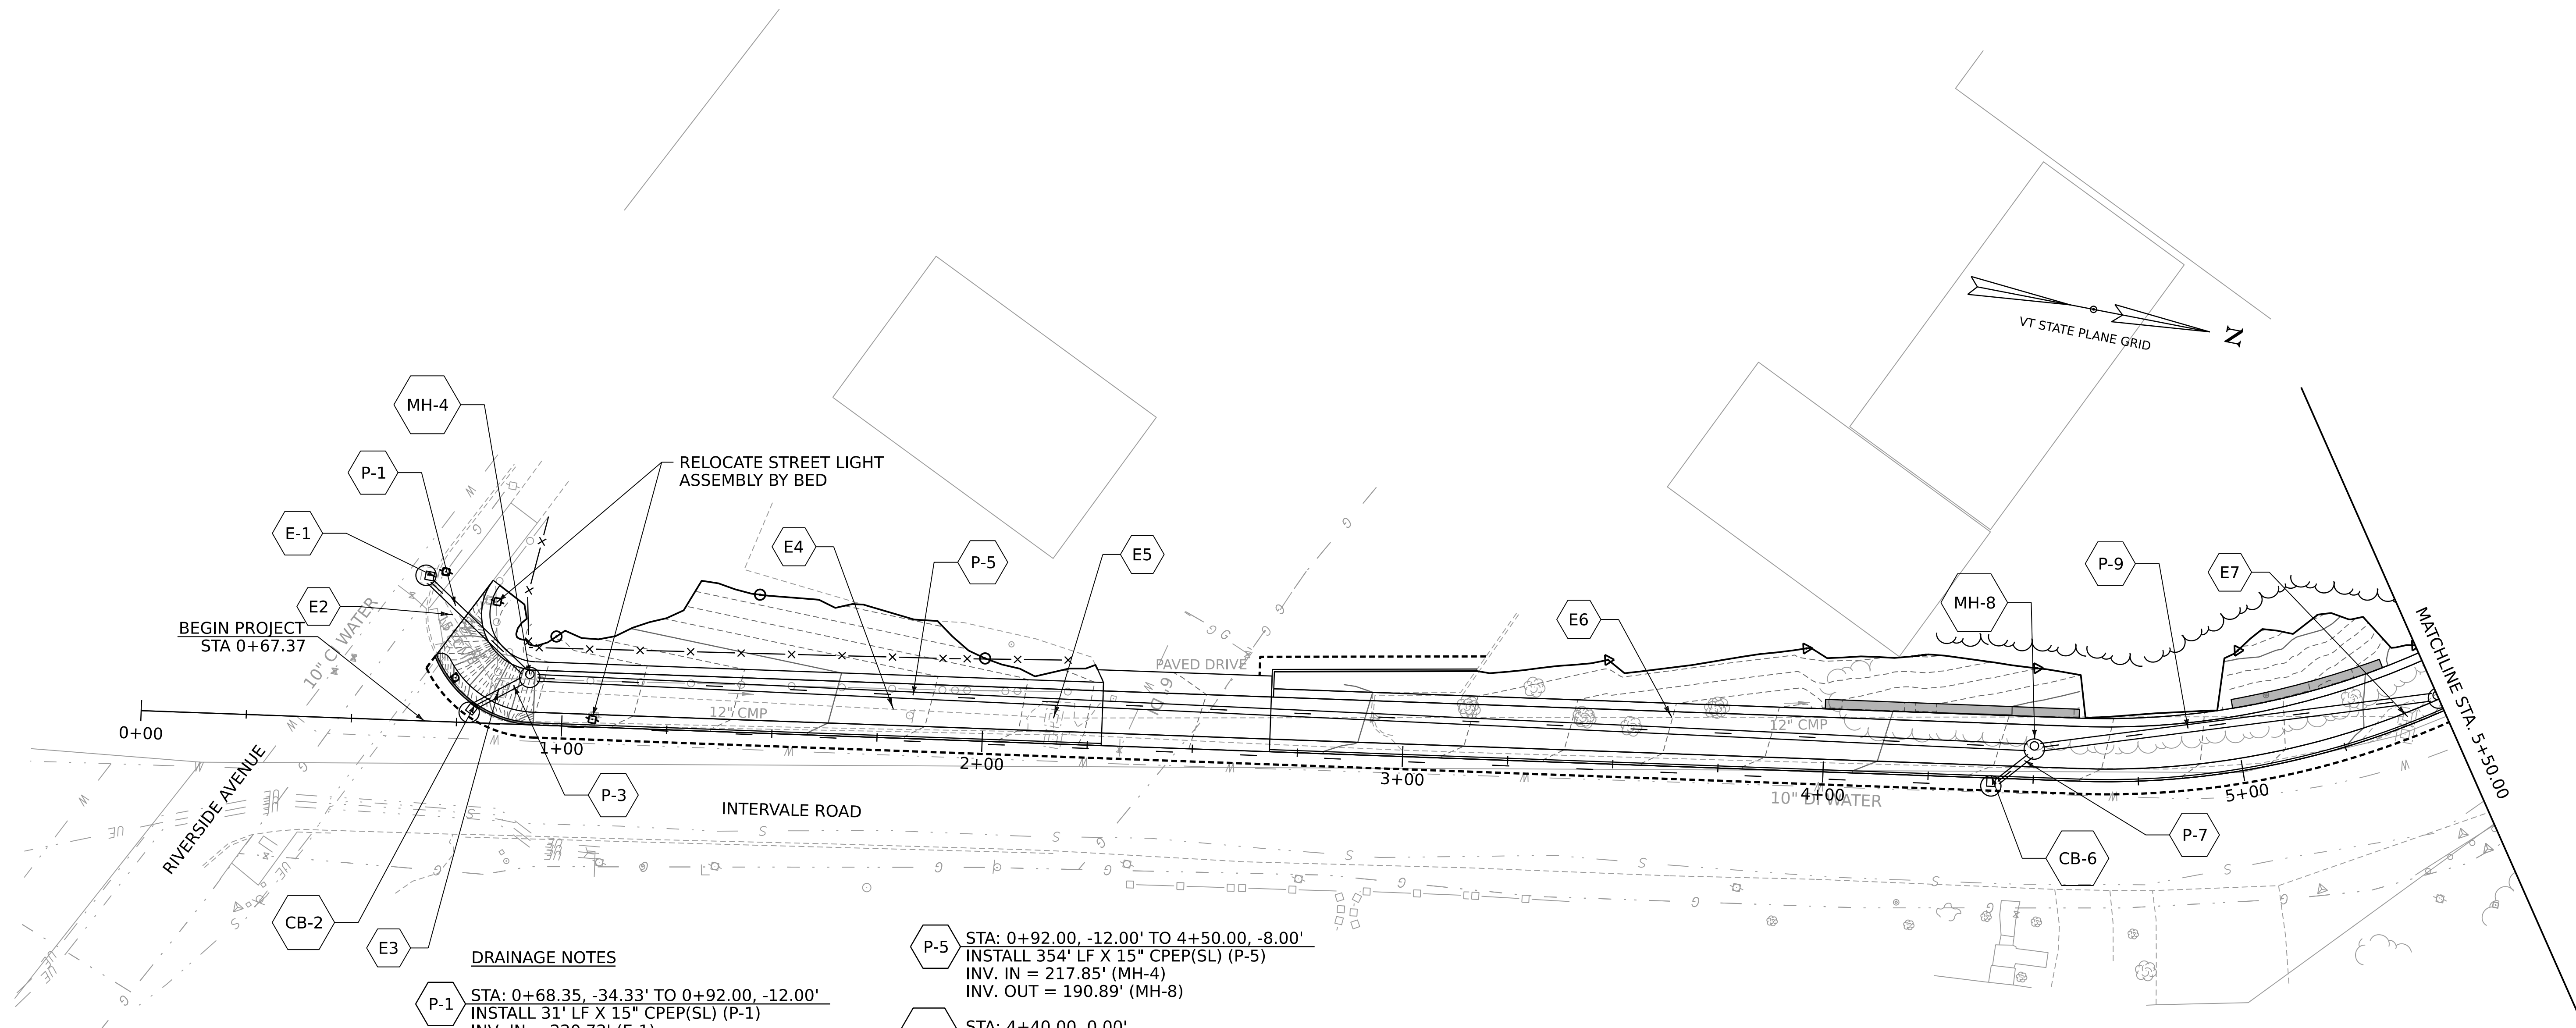 VT STATE PLANE GRID
N
MH-4
P-1
RELOCATE STREET LIGHT
ASSEMBLY BY BED
E-1
E4
P-5
E5
E2
BEGIN PROJECT
STA 0+67.37
10" CI WATER
PAVED DRIVE
E6
MH-8
P-9
E7
MATCHLINE STA. 5+50.00
12" CMP
12" CMP
0+00
1+00
2+00
3+00
4+00
5+00
10" DI WATER
RIVERSIDE AVENUE
INTERVALE ROAD
P-3
P-7
CB-6
CB-2
E3
DRAINAGE NOTES
P-1
STA: 0+68.35, -34.33' TO 0+92.00, -12.00'
INSTALL 31' LF X 15" CPEP(SL) (P-1)
P-5
STA: 0+92.00, -12.00' TO 4+50.00, -8.00'
INSTALL 354' LF X 15" CPEP(SL) (P-5)
INV. IN = 217.85' (MH-4)
INV. OUT = 190.89' (MH-8)
STA: 4+40.00, 0.00'